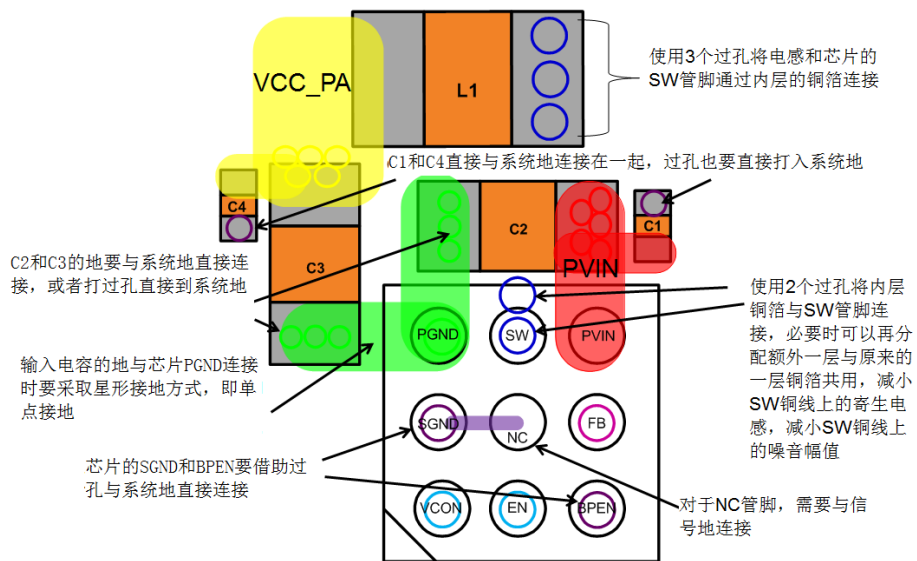 使用3个过孔将电感和芯片的
SW管脚通过内层的铜箔连接
VCC_PA
L1
C1和C4直接与系统地连接在一起，过孔也要直接打入系统地
C4
C2
C1
C3
PVIN
C2和C3的地要与系统地直接连
接，或者打过孔直接到系统地
使用2个过孔将内层
铜箔与SW管脚连
接，必要时可以再分
配额外一层与原来的
一层铜箔共用，减小
SW铜线上的寄生电
感，减小SW铜线上
的噪音幅值
PGND
SW
PVIN
输入电容的地与芯片PGND连接
时要采取星形接地方式，即单
点接地
SGND
NC
FB
芯片的SGND和BPEN要借助过
孔与系统地直接连接
VCON
EN
BPEN
对于NC管脚，需要与信
号地连接